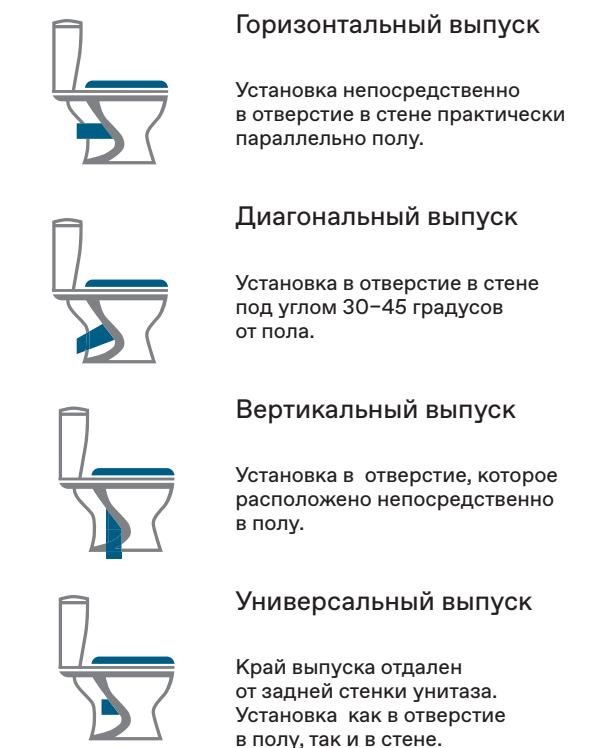 Горизонтальный выпуск
Установка непосредственно
в отверстие в стене практически
параллельно полу.
Диагональный выпуск
Установка в отверстие в стене
под углом 30–45 градусов
от пола.
Вертикальный выпуск
Установка в отверстие, которое
расположено непосредственно
в полу.
Универсальный выпуск
Край выпуска отдален
от задней стенки унитаза.
Установка как в отверстие
в полу, так и в стене.